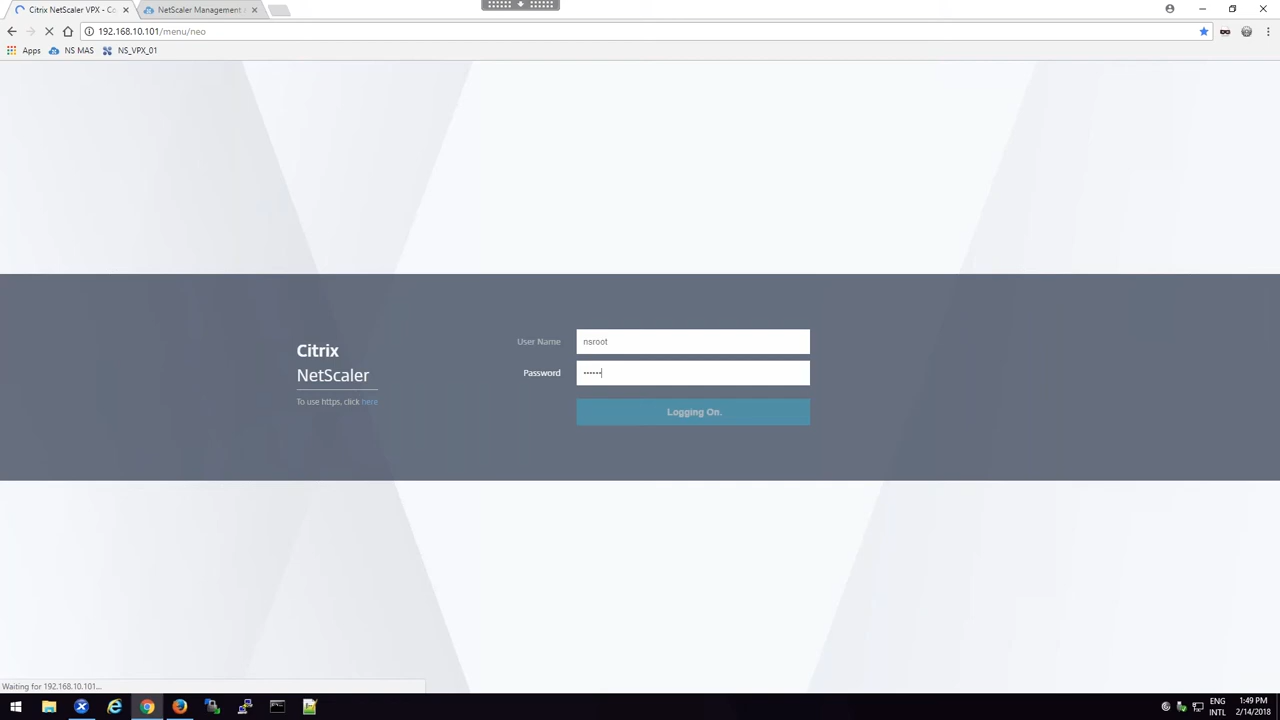 Citrix NetScaler VPX - Co
NetScaler Management
192.168.10.101/menu/neo
Apps
NS MAS
NS_VPX_01
Citrix
NetScaler
To use https, click here
User Name
nsroot
Password
••••••
Logging On.
Waiting for 192.168.10.101...
ENG
INTL
1:49 PM
2/14/2018